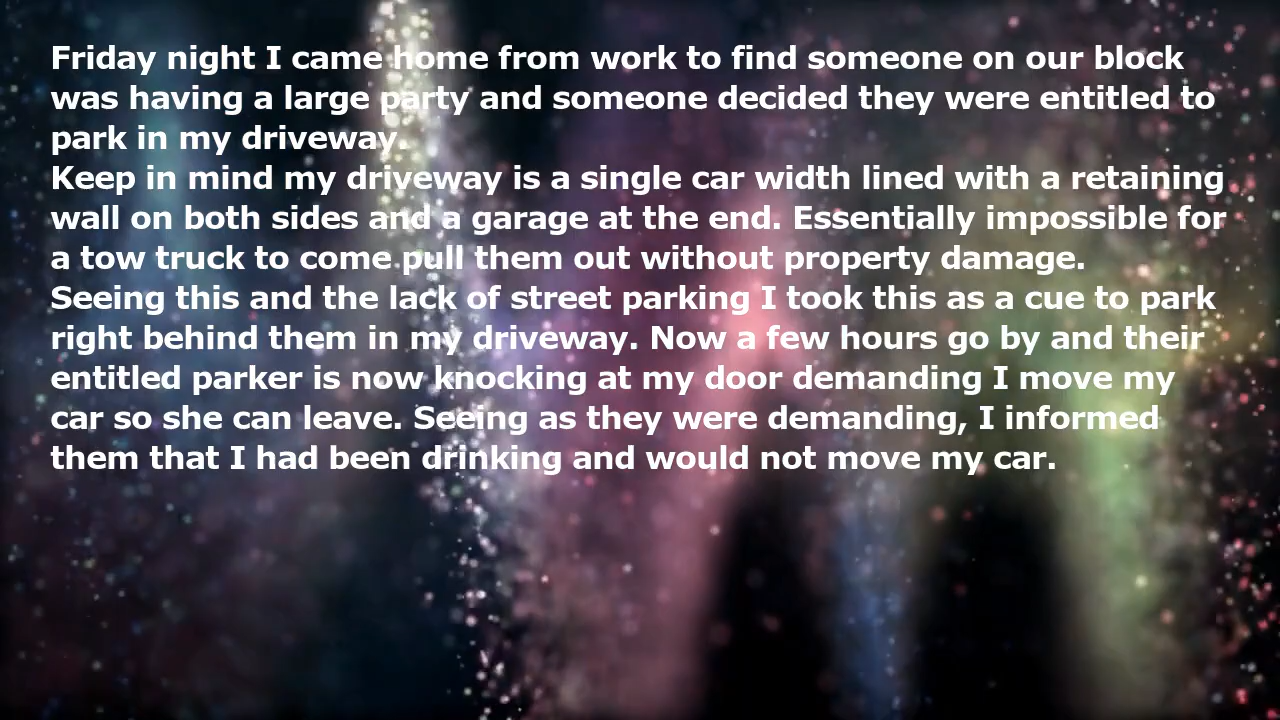 Friday night I came home from work to find someone on our block
was having a large party and someone decided they were entitled to
park in my driveway.
Keep in mind my driveway is a single car width lined with a retaining
wall on both sides and a garage at the end. Essentially impossible for
a tow truck to come pull them out without property damage.
Seeing this and the lack of street parking I took this as a cue to park
right behind them in my driveway. Now a few hours go by and their
entitled parker is now knocking at my door demanding I move my
car so she can leave. Seeing as they were demanding, I informed
them that I had been drinking and would not move my car.